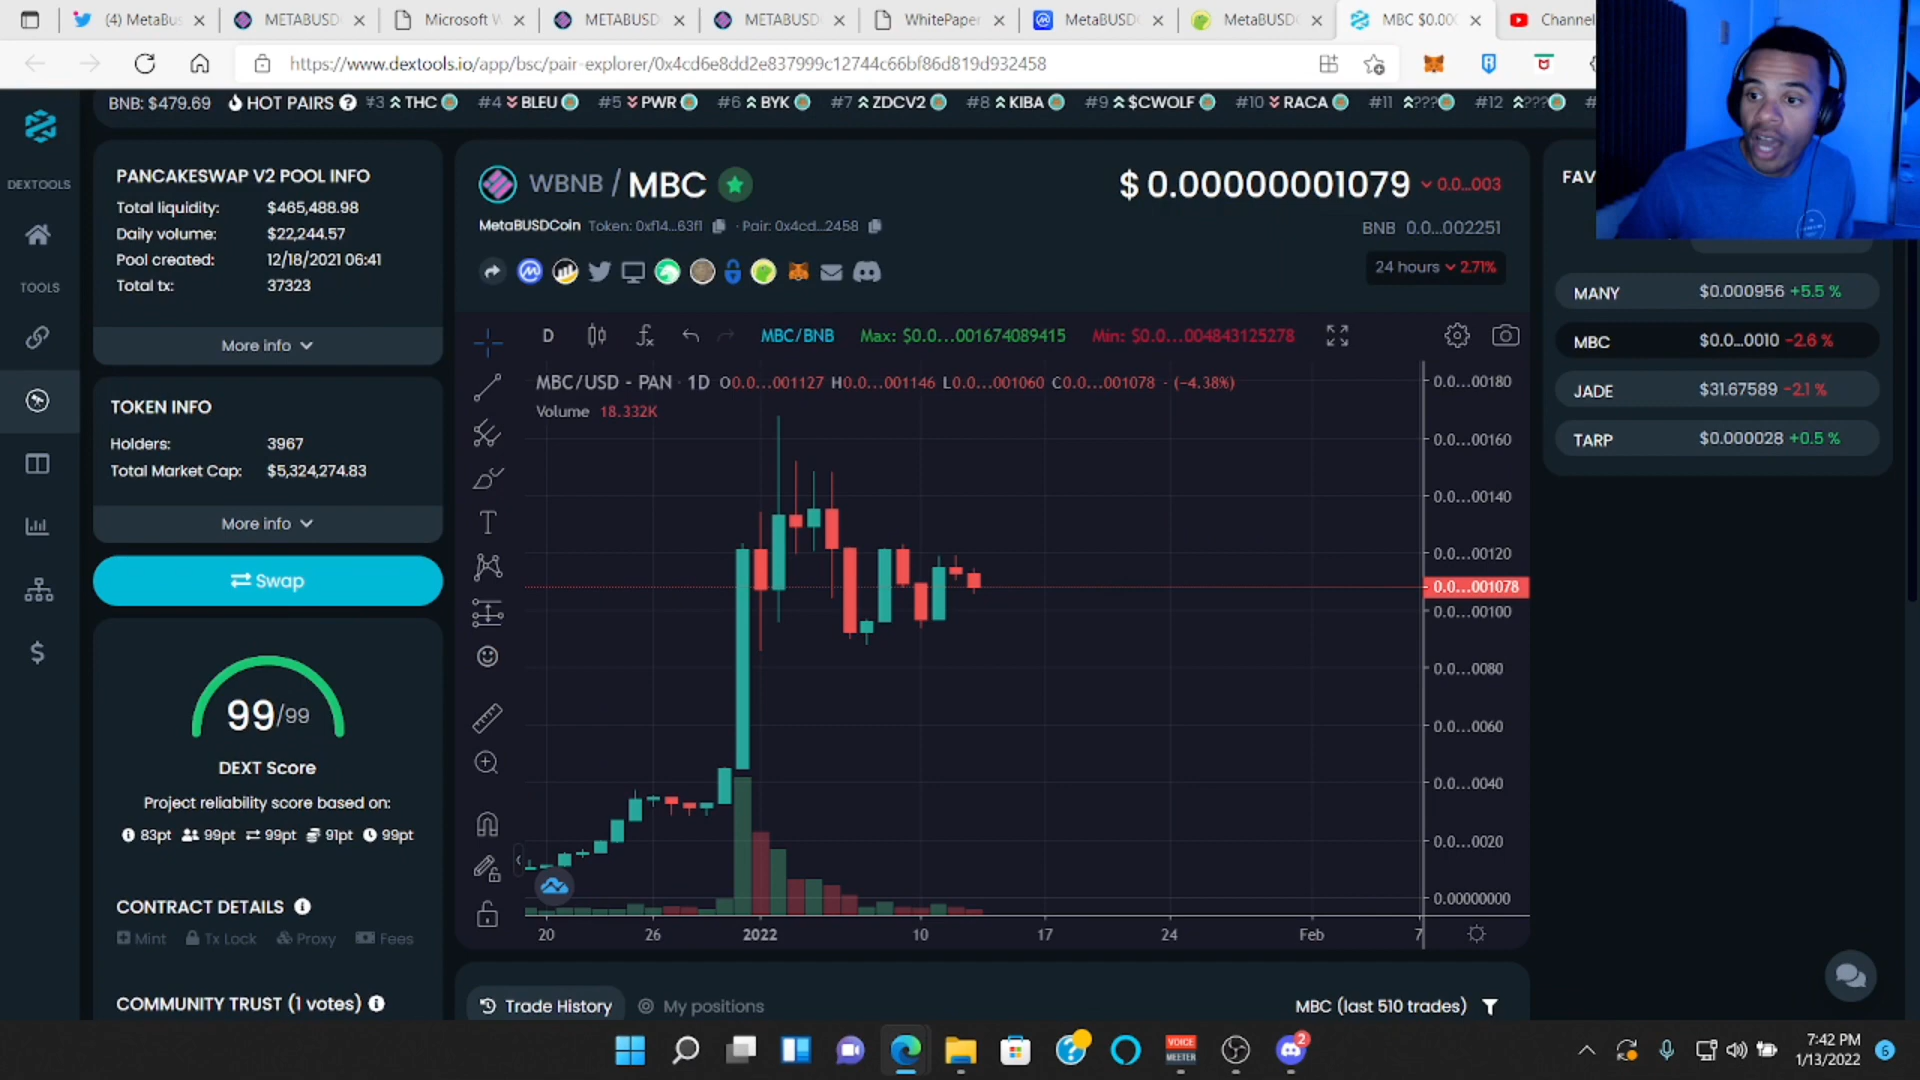 (4) MetaBus
METABUSD
Microsoft W
METABUSD
METABUSD
WhitePape
MetaBUSD
MetaBUSD
MBC $0.00
Channel
https://www.dextools.io/app/bsc/pair-explorer/0x4cd6e8dd2e837999c12744c66bf86d819d932458
BNB: $479.69 HOT PAIRS ? #3 THC #4 BLEU #5 PWR #6 BYK #7 ZDCV2 #8 KIBA #9 $CWOLF #10 RACA #11 ??? #12 ???
DEXTOOLS
TOOLS
PANCAKESWAP V2 POOL INFO
Total liquidity: $465,488.98
Daily volume: $22,244.57
Pool created: 12/18/2021 06:41
Total tx: 37323
More info
TOKEN INFO
Holders: 3967
Total Market Cap: $5,324,274.83
More info
Swap
99/99
DEXT Score
Project reliability score based on:
83pt 99pt 99pt 91pt 99pt
CONTRACT DETAILS
Mint Tx Lock Proxy Fees
COMMUNITY TRUST (1 votes)
WBNB / MBC
MetaBUSDCoin Token: 0xf14...63f1 · Pair: 0x4cd...2458
$ 0.00000001079 0.0...003
BNB 0.0...002251
24 hours 2.71%
D MBC/BNB Max: $0.0...001674089415 Min: $0.0...004843125278
MBC/USD - PAN · 1D O0.0...001127 H0.0...001146 L0.0...001060 C0.0...001078 · (−4.38%)
Volume 18.332K
0.0...00180
0.0...00160
0.0...00140
0.0...00120
0.0...001078
0.0...00100
0.0...0080
0.0...0060
0.0...0040
0.0...0020
0.00000000
20 26 2022 10 17 24 Feb 7
Trade History My positions MBC (last 510 trades)
FAV
MANY $0.000956 +5.5 %
MBC $0.0...0010 -2.6 %
JADE $31.67589 -2.1 %
TARP $0.000028 +0.5 %
VOICE
MEETER
2
7:42 PM
1/13/2022
6